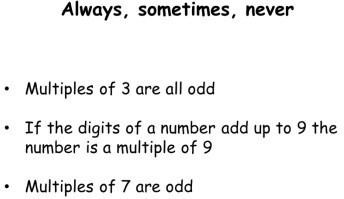 Always, sometimes, never
• Multiples of 3 are all odd
• If the digits of a number add up to 9 the
number is a multiple of 9
• Multiples of 7 are odd